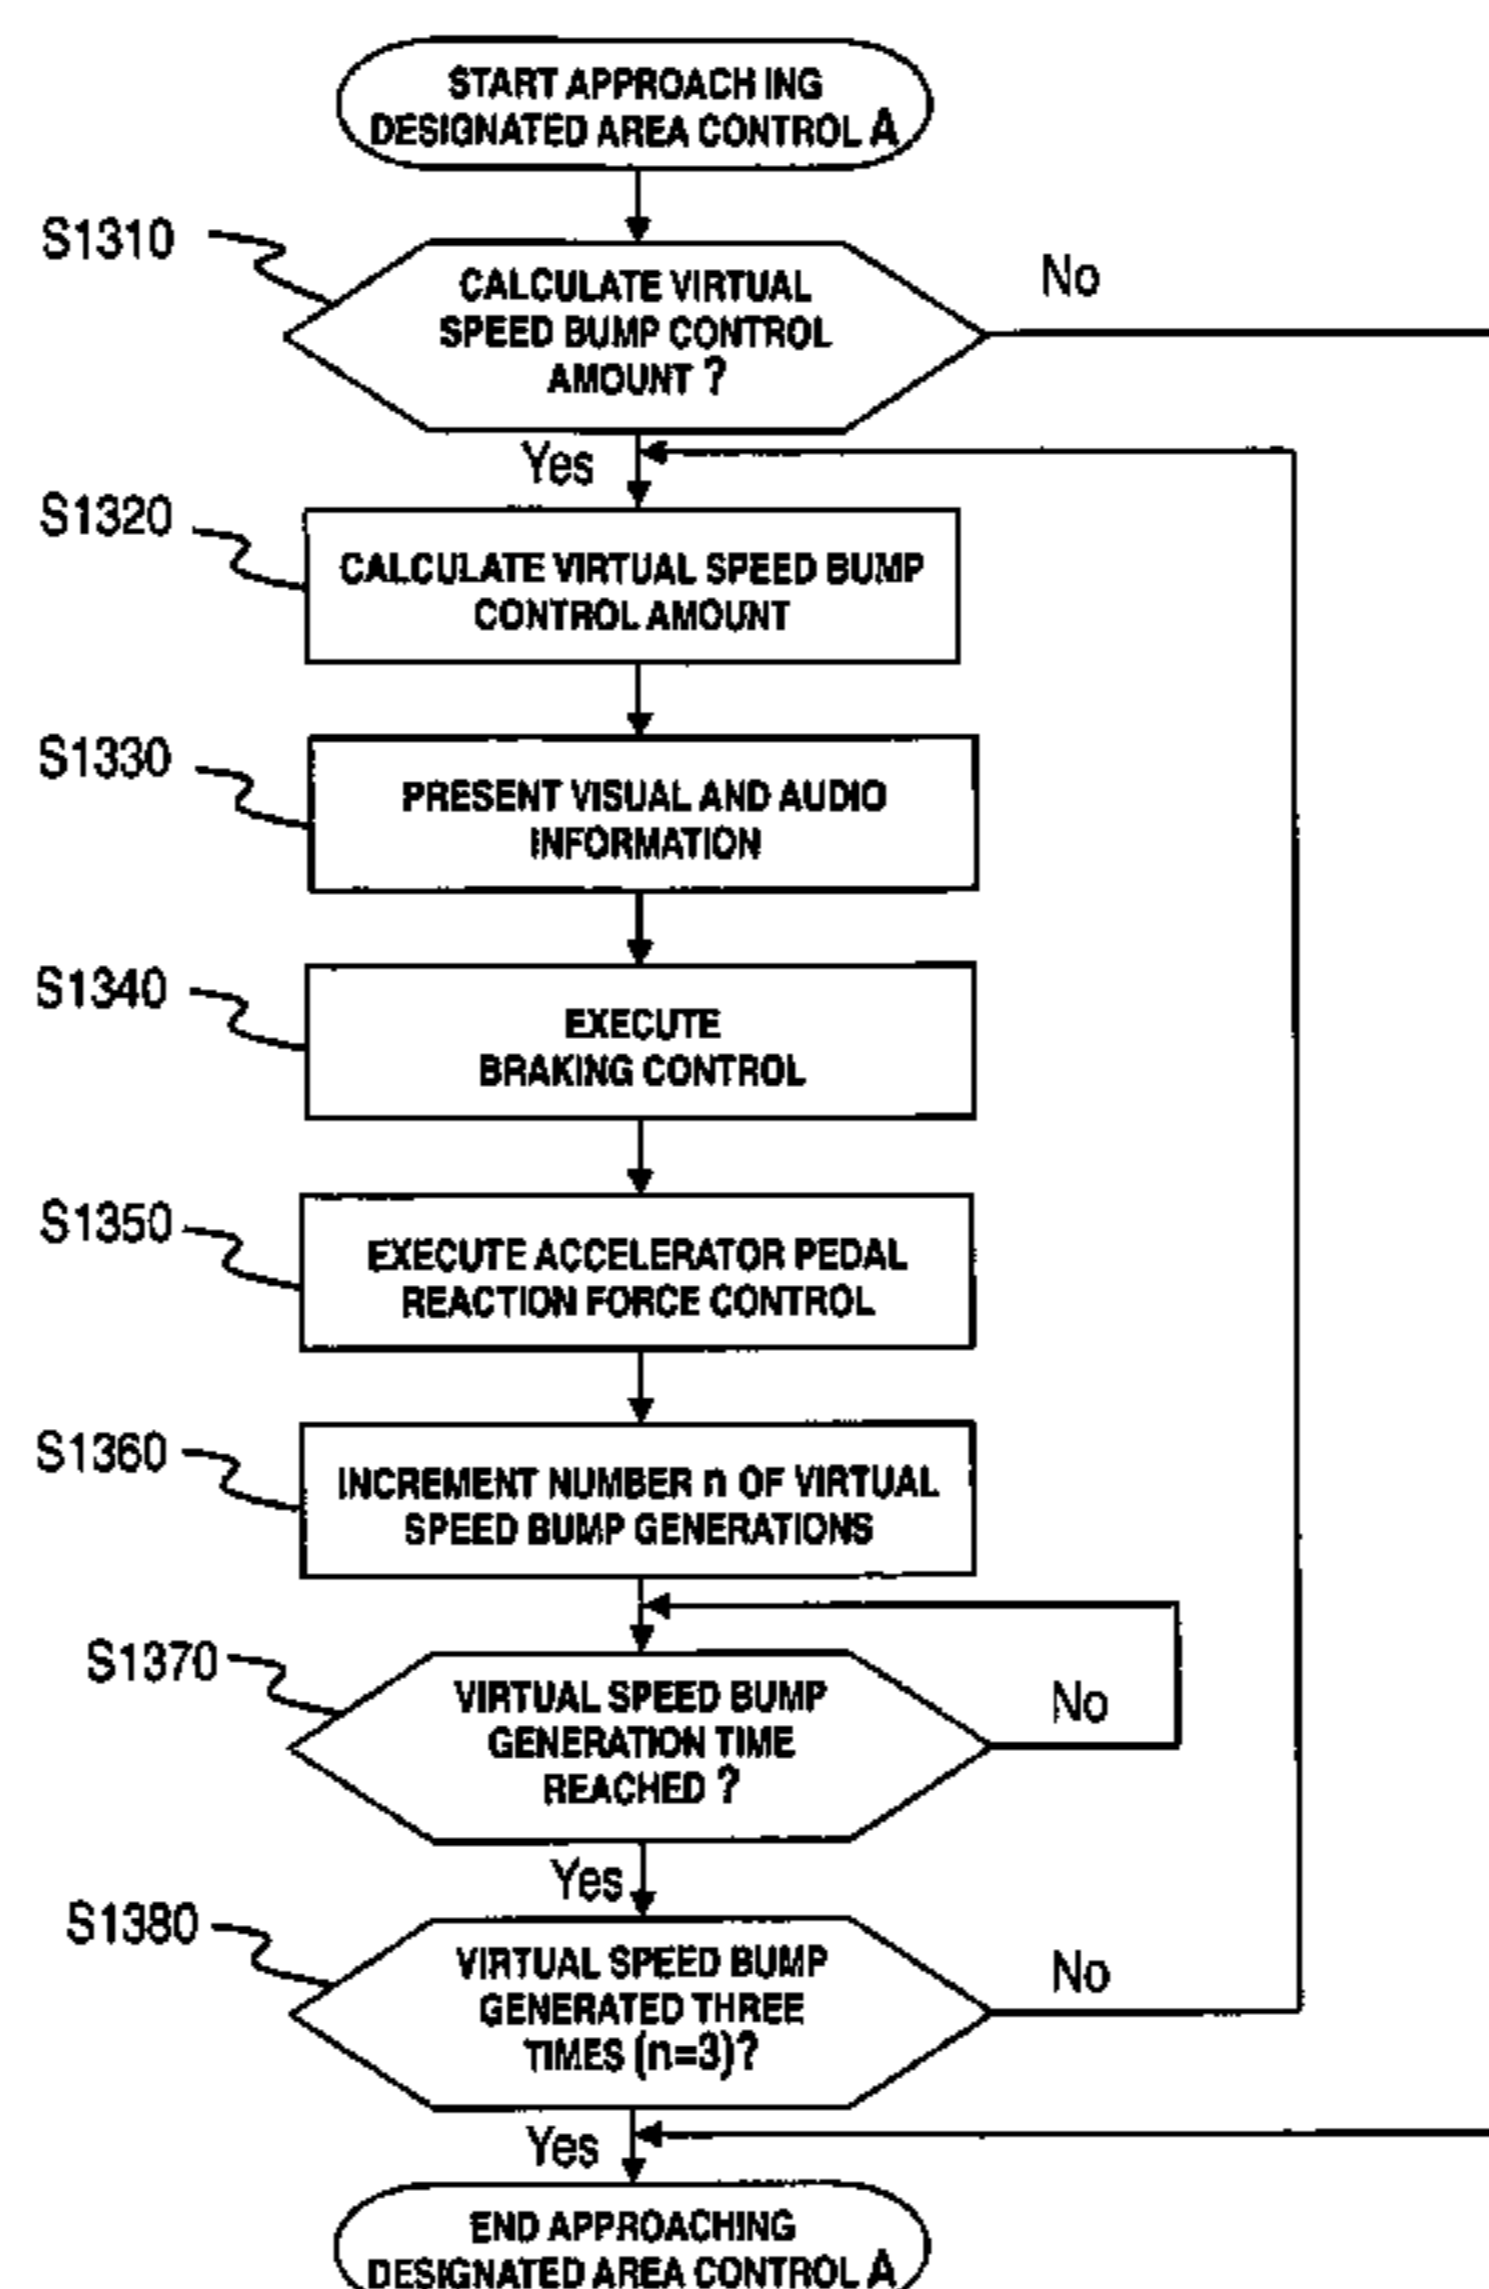 START APPROACH ING
DESIGNATED AREA CONTROL A
S1310
CALCULATE VIRTUAL
SPEED BUMP CONTROL
AMOUNT ?
No
Yes
S1320
CALCULATE VIRTUAL SPEED BUMP
CONTROL AMOUNT
S1330
PRESENT VISUAL AND AUDIO
INFORMATION
S1340
EXECUTE
BRAKING CONTROL
S1350
EXECUTE ACCELERATOR PEDAL
REACTION FORCE CONTROL
S1360
INCREMENT NUMBER n OF VIRTUAL
SPEED BUMP GENERATIONS
S1370
VIRTUAL SPEED BUMP
GENERATION TIME
REACHED ?
No
Yes
S1380
VIRTUAL SPEED BUMP
GENERATED THREE
TIMES (n=3)?
No
Yes
END APPROACHING
DESIGNATED AREA CONTROL A